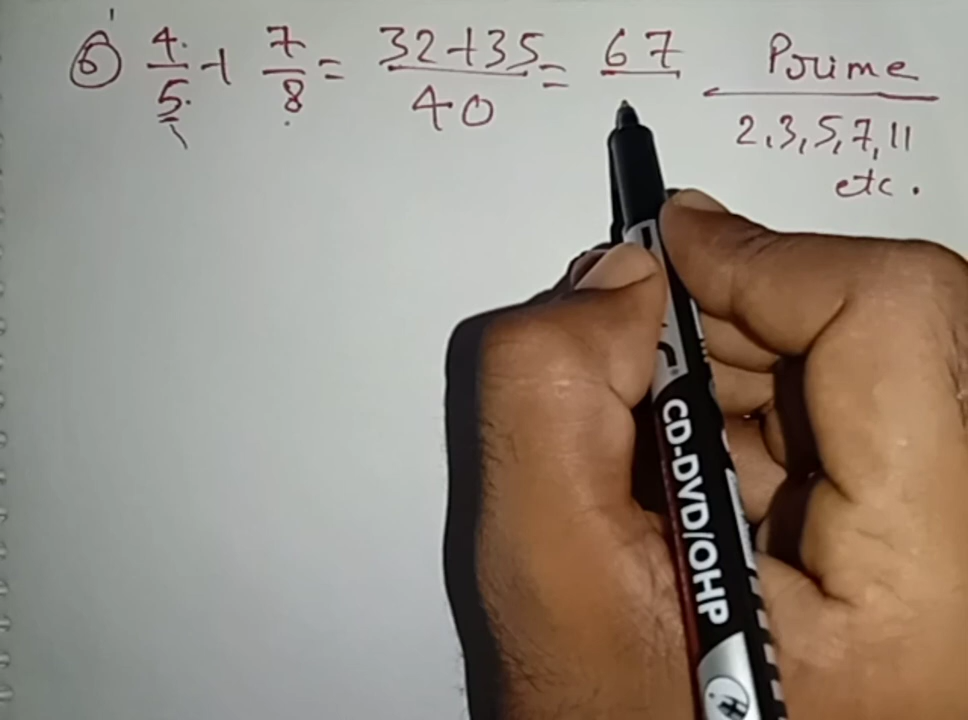 ⑥ 4/5 + 7/8 = 32+35/40 = 67/
Prime
2,3,5,7,11
etc.
CD-DVD/OHP